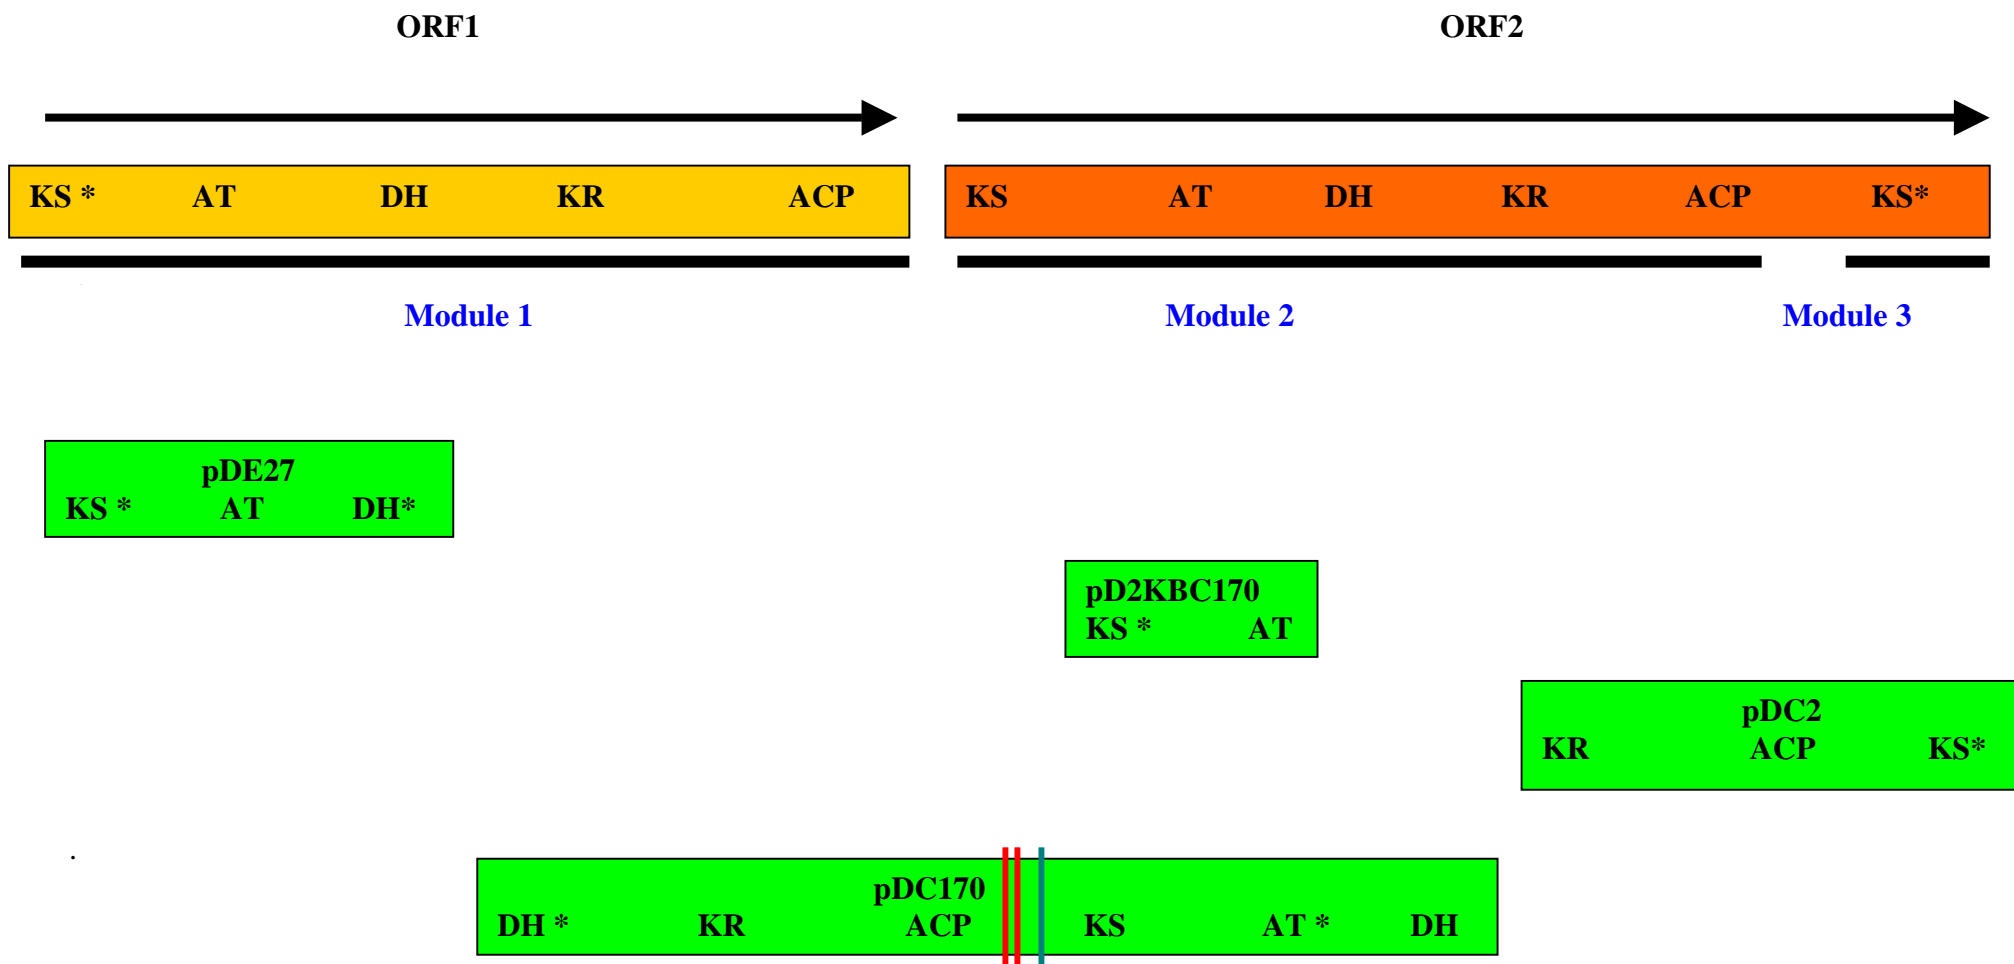 ORF1 ORF2
KS * AT DH KR ACP KS AT DH KR ACP KS*
Module 1 Module 2 Module 3
pDE27
KS * AT DH*
pD2KBC170
KS * AT
pDC2
KR ACP KS*
.
pDC170
DH * KR ACP KS AT * DH